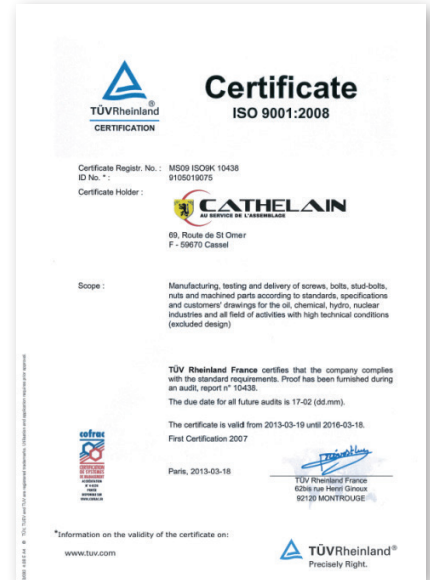 TÜVRheinland®
CERTIFICATION
Certificate
ISO 9001:2008
Certificate Registr. No. : MS09 ISO9K 10438
ID No. * : 9105019075
Certificate Holder :
CATHELAIN
AU SERVICE DE L'ASSEMBLAGE
69, Route de St Omer
F - 59670 Cassel
Scope : Manufacturing, testing and delivery of screws, bolts, stud-bolts,
nuts and machined parts according to standards, specifications
and customers' drawings for the oil, chemical, hydro, nuclear
industries and all field of activities with high technical conditions
(excluded design)
TÜV Rheinland France certifies that the company complies
with the standard requirements. Proof has been furnished during
an audit, report n° 10438.
The due date for all future audits is 17-02 (dd.mm).
The certificate is valid from 2013-03-19 until 2016-03-18.
First Certification 2007
cofrac
CERTIFICATION
DE SYSTEMES
DE MANAGEMENT
Paris, 2013-03-18
TÜV Rheinland France
62bis rue Henri Ginoux
92120 MONTROUGE
*Information on the validity of the certificate on:
www.tuv.com
TÜVRheinland®
Precisely Right.